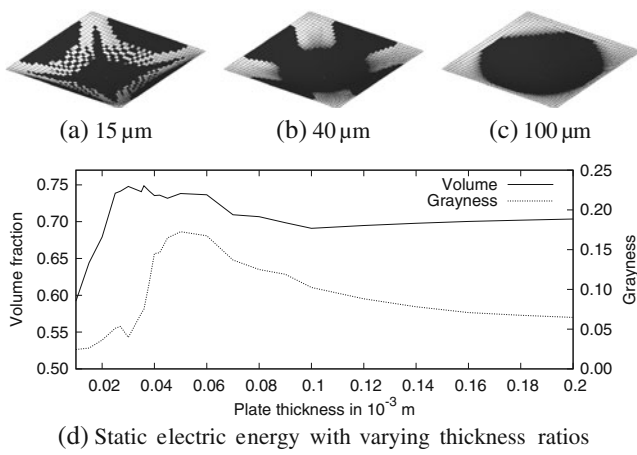 (a) 15 µm
(b) 40 µm
(c) 100 µm
0.75
0.70
0.65
0.60
0.55
0.50
Volume fraction
Volume
Grayness
0.25
0.20
0.15
0.10
0.05
0.00
Grayness
0.02 0.04 0.06 0.08 0.1 0.12 0.14 0.16 0.18 0.2
Plate thickness in 10⁻³ m
(d) Static electric energy with varying thickness ratios